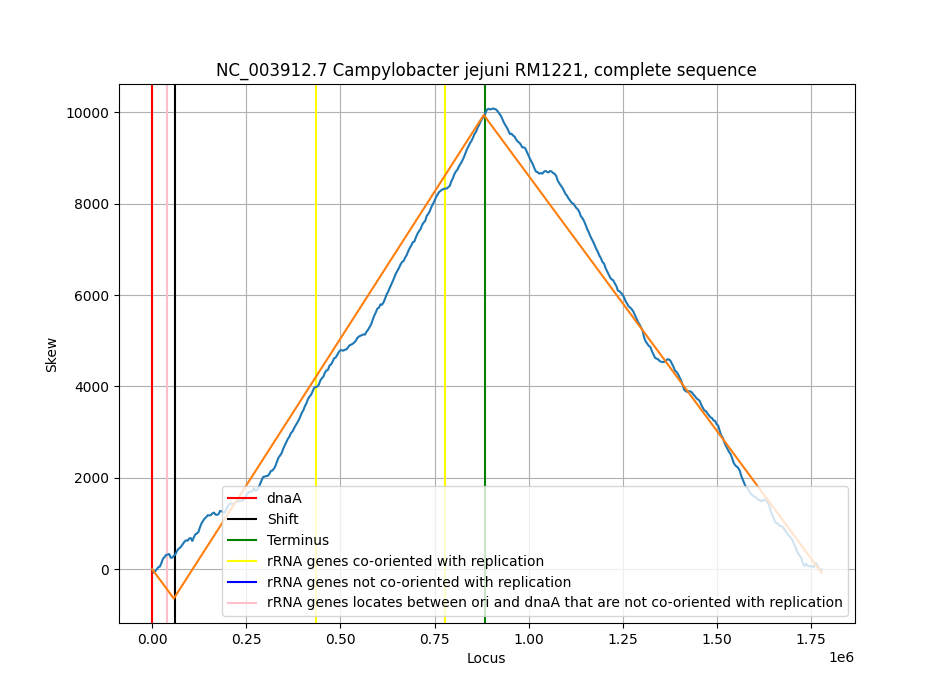 NC_003912.7 Campylobacter jejuni RM1221, complete sequence
Skew
10000
8000
6000
4000
2000
0
dnaA
Shift
Terminus
rRNA genes co-oriented with replication
rRNA genes not co-oriented with replication
rRNA genes locates between ori and dnaA that are not co-oriented with replication
0.00 0.25 0.50 0.75 1.00 1.25 1.50 1.75
1e6
Locus